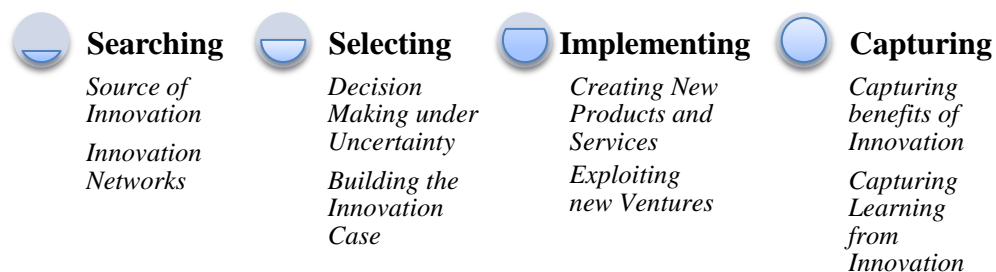 Searching
Source of
Innovation
Innovation
Networks
Selecting
Decision
Making under
Uncertainty
Building the
Innovation
Case
Implementing
Creating New
Products and
Services
Exploiting
new Ventures
Capturing
Capturing
benefits of
Innovation
Capturing
Learning
from
Innovation